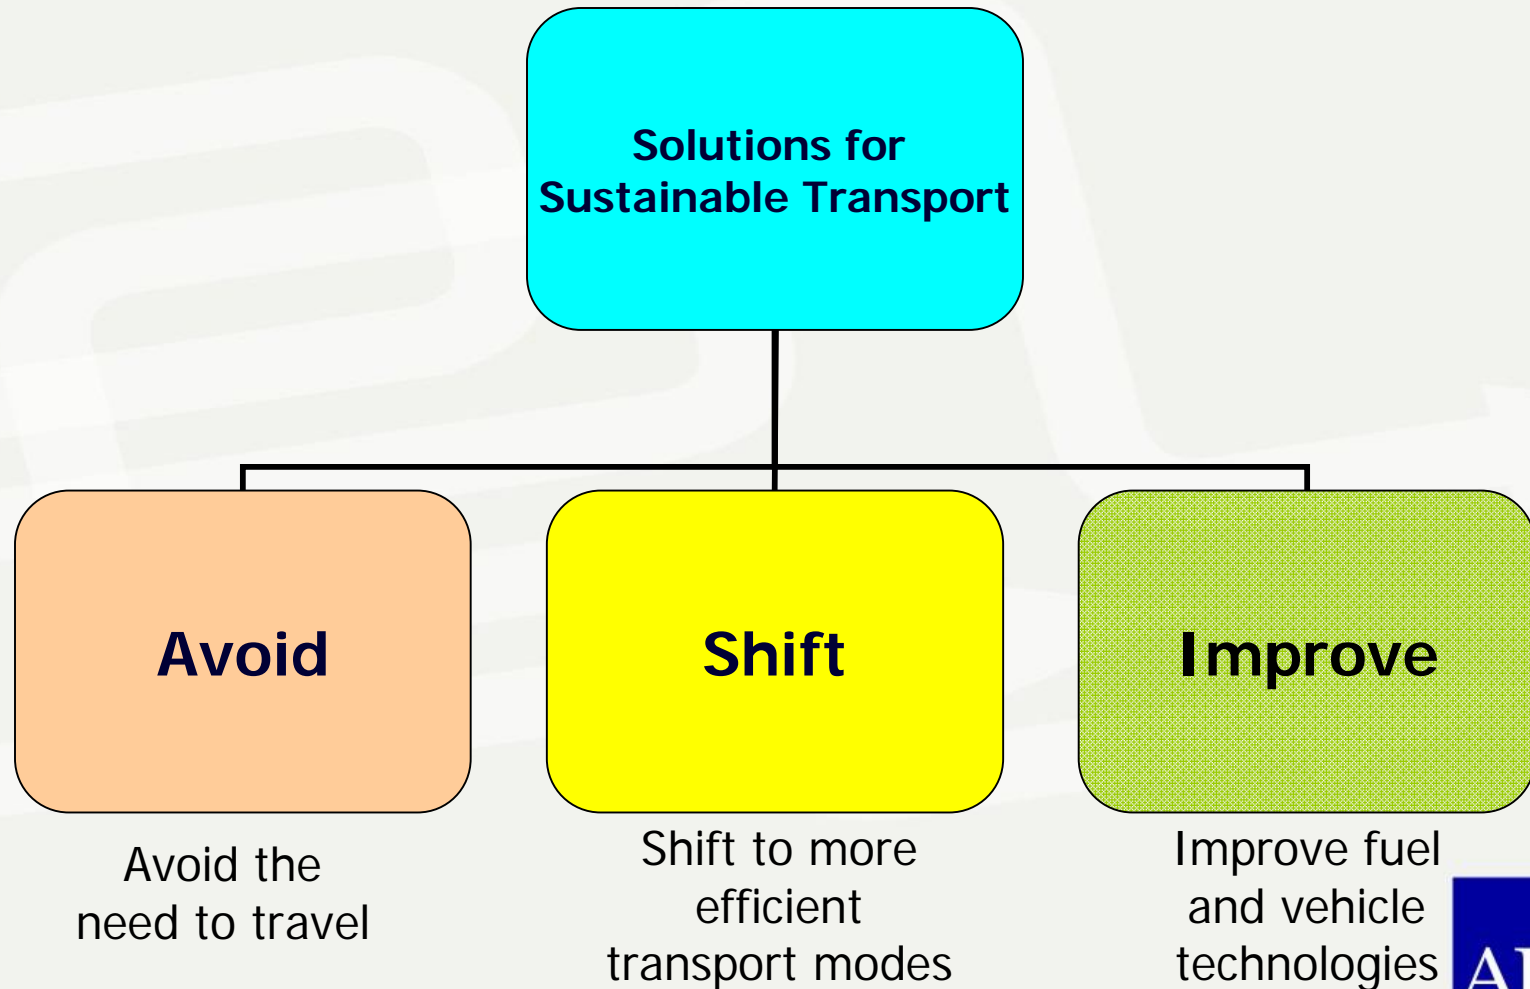 Solutions for
Sustainable Transport
Avoid
Shift
Improve
Avoid the
need to travel
Shift to more
efficient
transport modes
Improve fuel
and vehicle
technologies